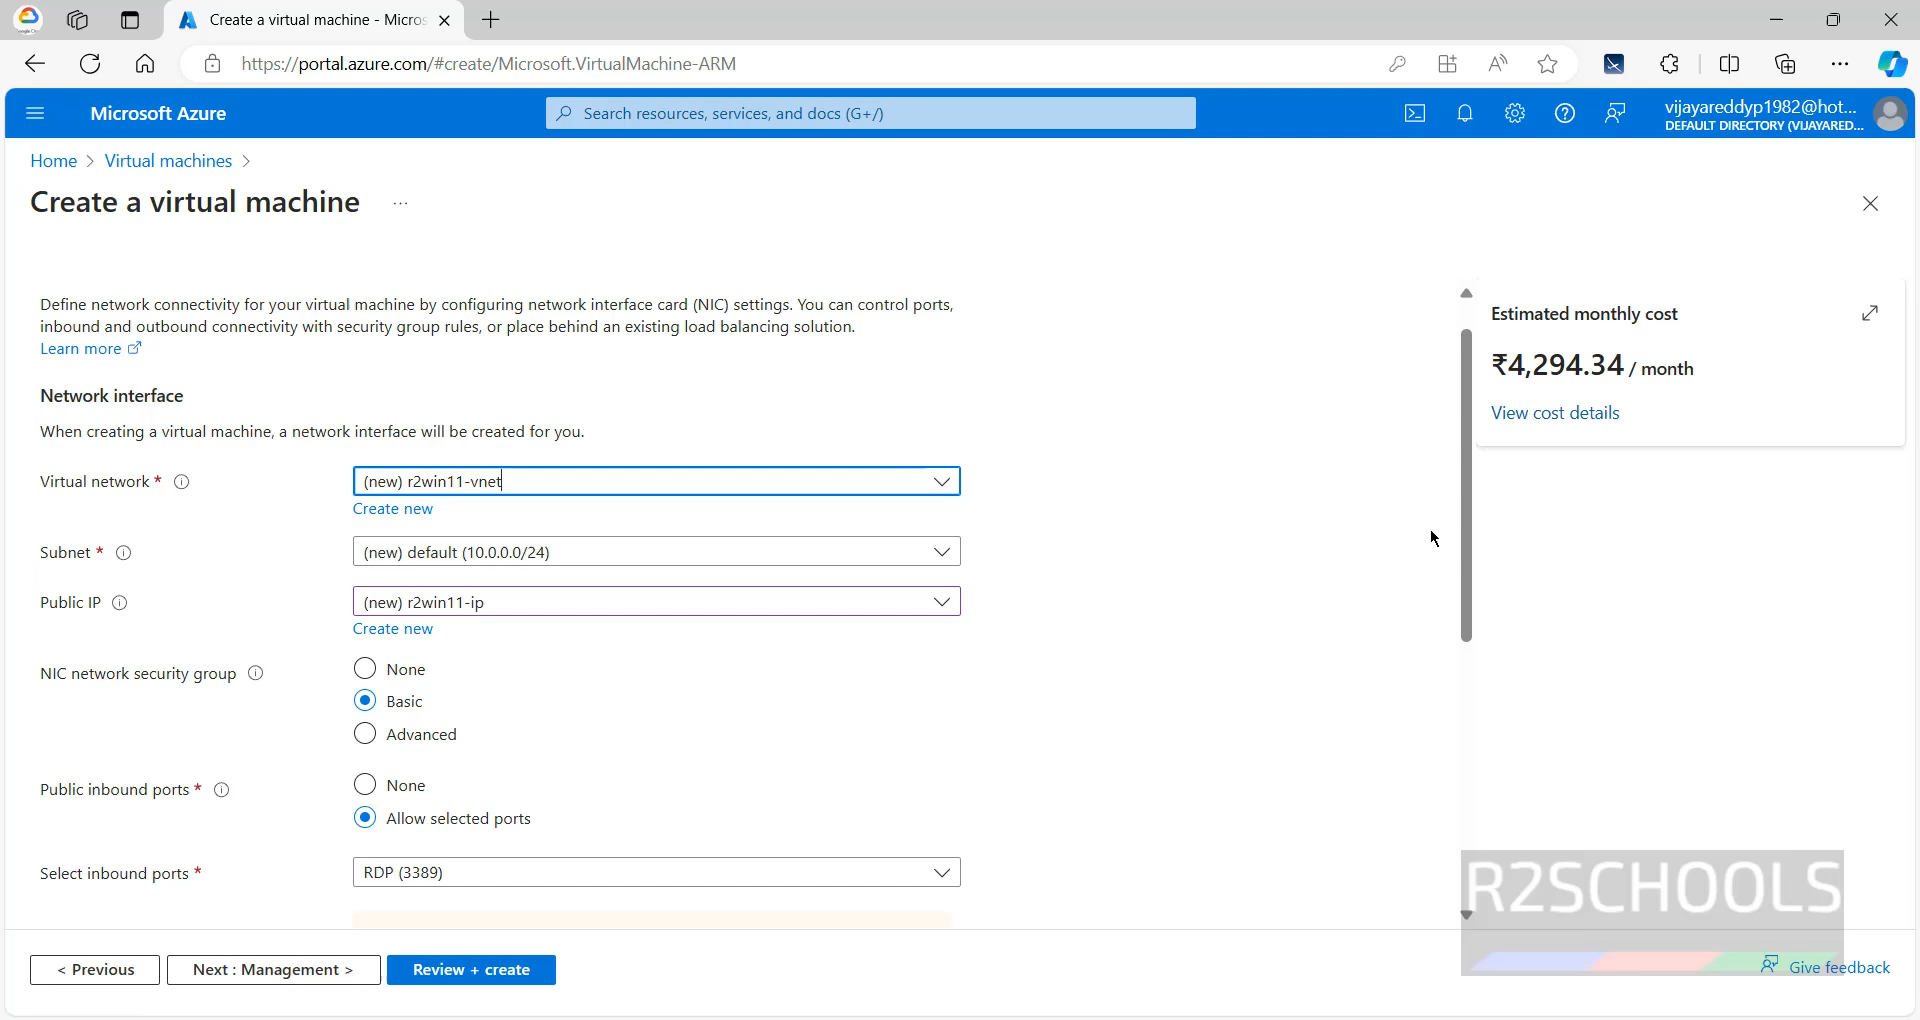 Create a virtual machine - Micros
https://portal.azure.com/#create/Microsoft.VirtualMachine-ARM
Microsoft Azure
Search resources, services, and docs (G+/)
vijayareddyp1982@hot...
DEFAULT DIRECTORY (VIJAYARED...
Home > Virtual machines >
Create a virtual machine ...
Define network connectivity for your virtual machine by configuring network interface card (NIC) settings. You can control ports,
inbound and outbound connectivity with security group rules, or place behind an existing load balancing solution.
Learn more
Estimated monthly cost
₹4,294.34 / month
View cost details
Network interface
When creating a virtual machine, a network interface will be created for you.
Virtual network *
(new) r2win11-vnet
Create new
Subnet *
(new) default (10.0.0.0/24)
Public IP
(new) r2win11-ip
Create new
NIC network security group
None
Basic
Advanced
Public inbound ports *
None
Allow selected ports
Select inbound ports *
RDP (3389)
R2SCHOOLS
< Previous
Next : Management >
Review + create
Give feedback